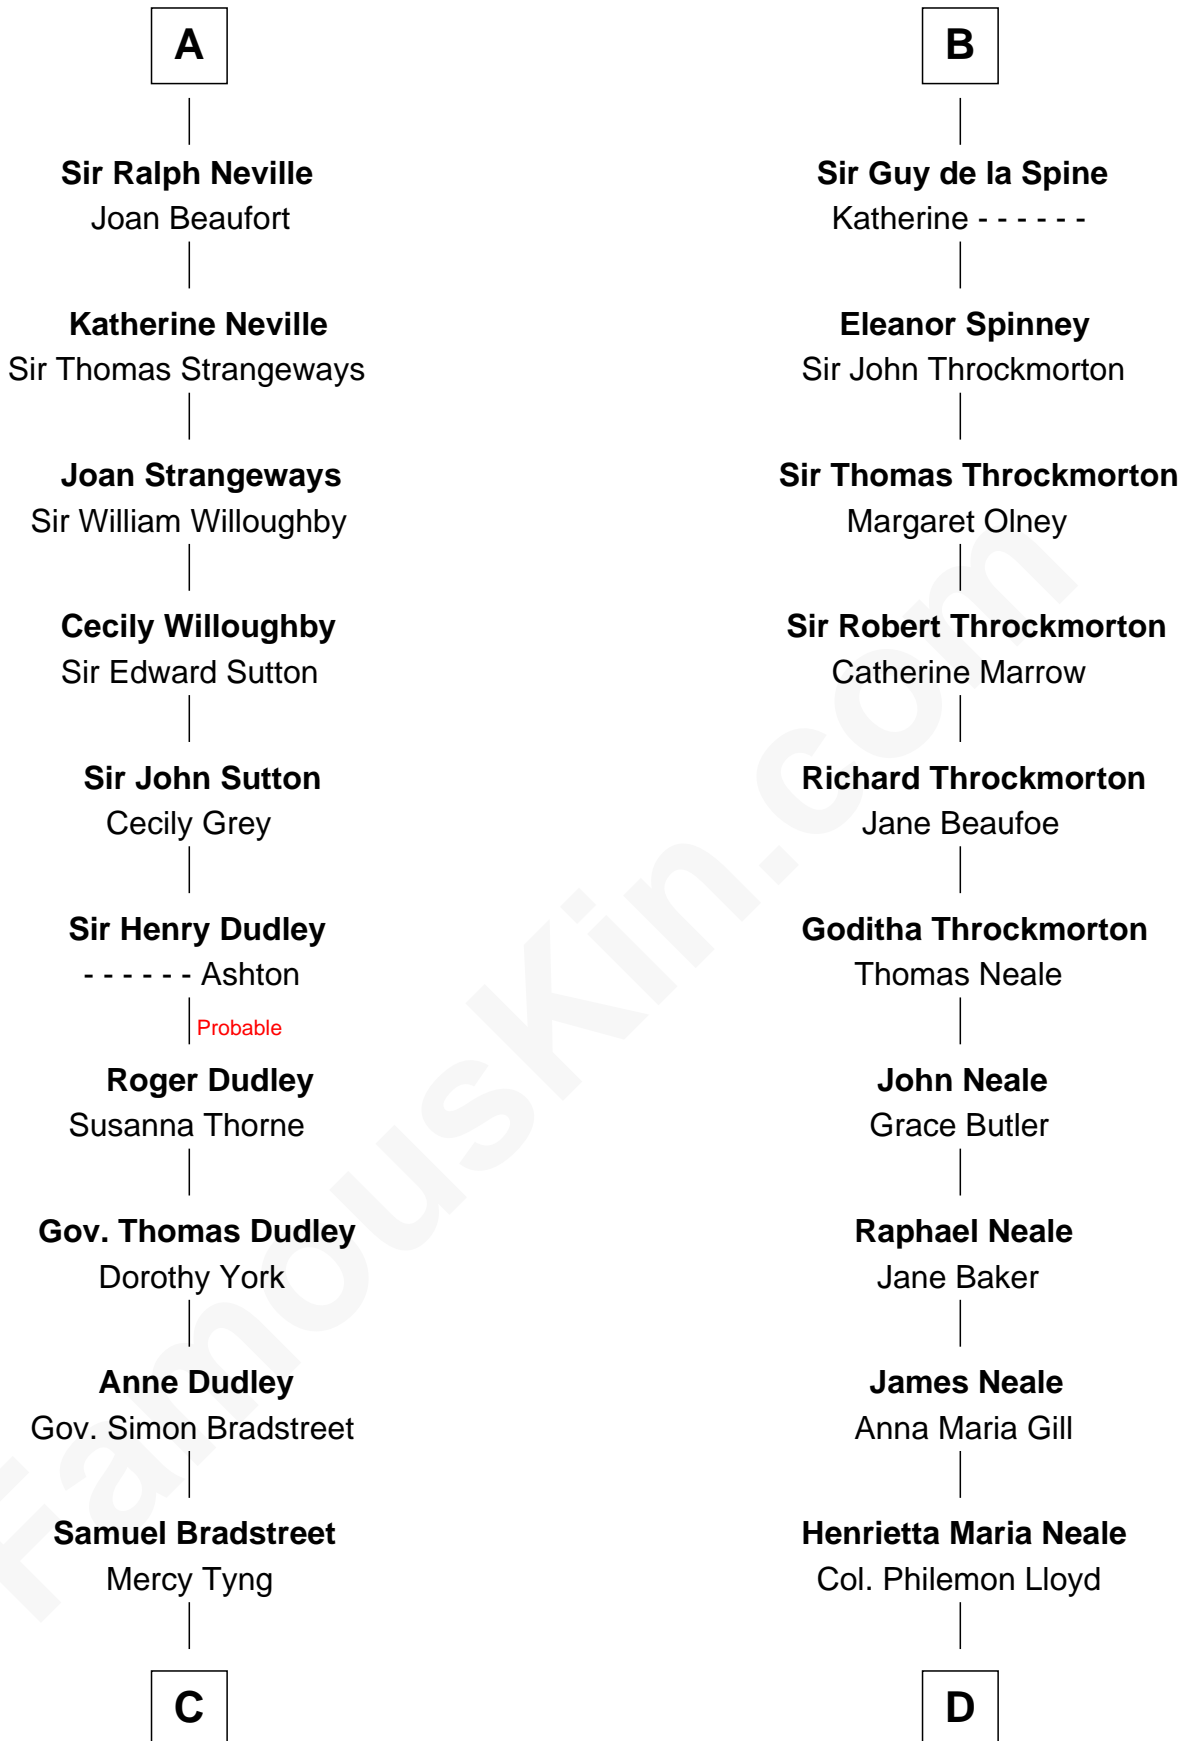 A
Sir Ralph Neville
Joan Beaufort
Katherine Neville
Sir Thomas Strangeways
Joan Strangeways
Sir William Willoughby
Cecily Willoughby
Sir Edward Sutton
Sir John Sutton
Cecily Grey
Sir Henry Dudley
- - - - - - Ashton
Probable
Roger Dudley
Susanna Thorne
Gov. Thomas Dudley
Dorothy York
Anne Dudley
Gov. Simon Bradstreet
Samuel Bradstreet
Mercy Tyng
C
B
Sir Guy de la Spine
Katherine - - - - - -
Eleanor Spinney
Sir John Throckmorton
Sir Thomas Throckmorton
Margaret Olney
Sir Robert Throckmorton
Catherine Marrow
Richard Throckmorton
Jane Beaufoe
Goditha Throckmorton
Thomas Neale
John Neale
Grace Butler
Raphael Neale
Jane Baker
James Neale
Anna Maria Gill
Henrietta Maria Neale
Col. Philemon Lloyd
D
FamousKin.com